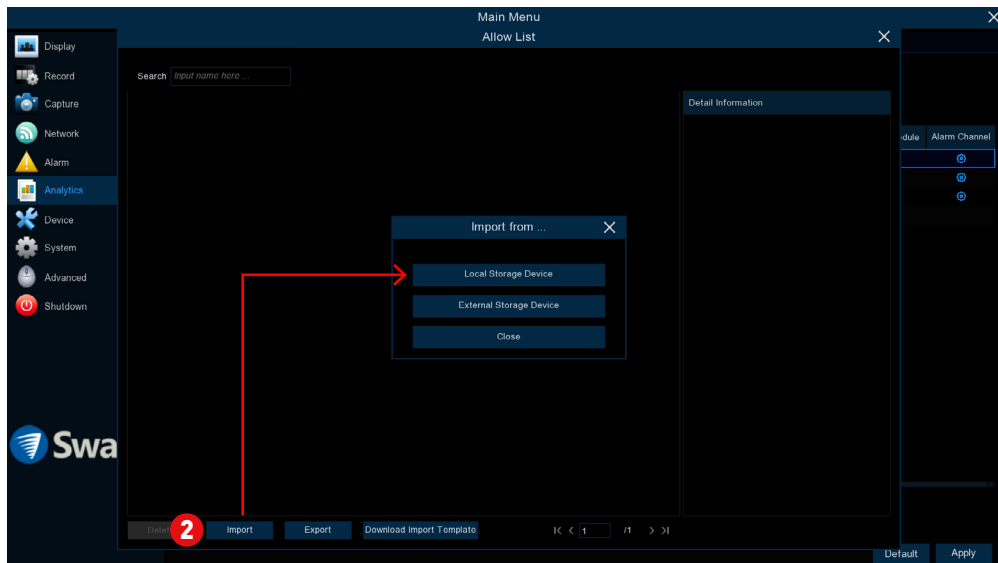 Main Menu
Allow List
Display
Record
Capture
Network
Alarm
Analytics
Device
System
Advanced
Shutdown
Swa
Search Input name here ...
Detail Information
dule Alarm Channel
Import from ...
Local Storage Device
External Storage Device
Close
2 Import Export Download Import Template 1 /1
Default Apply